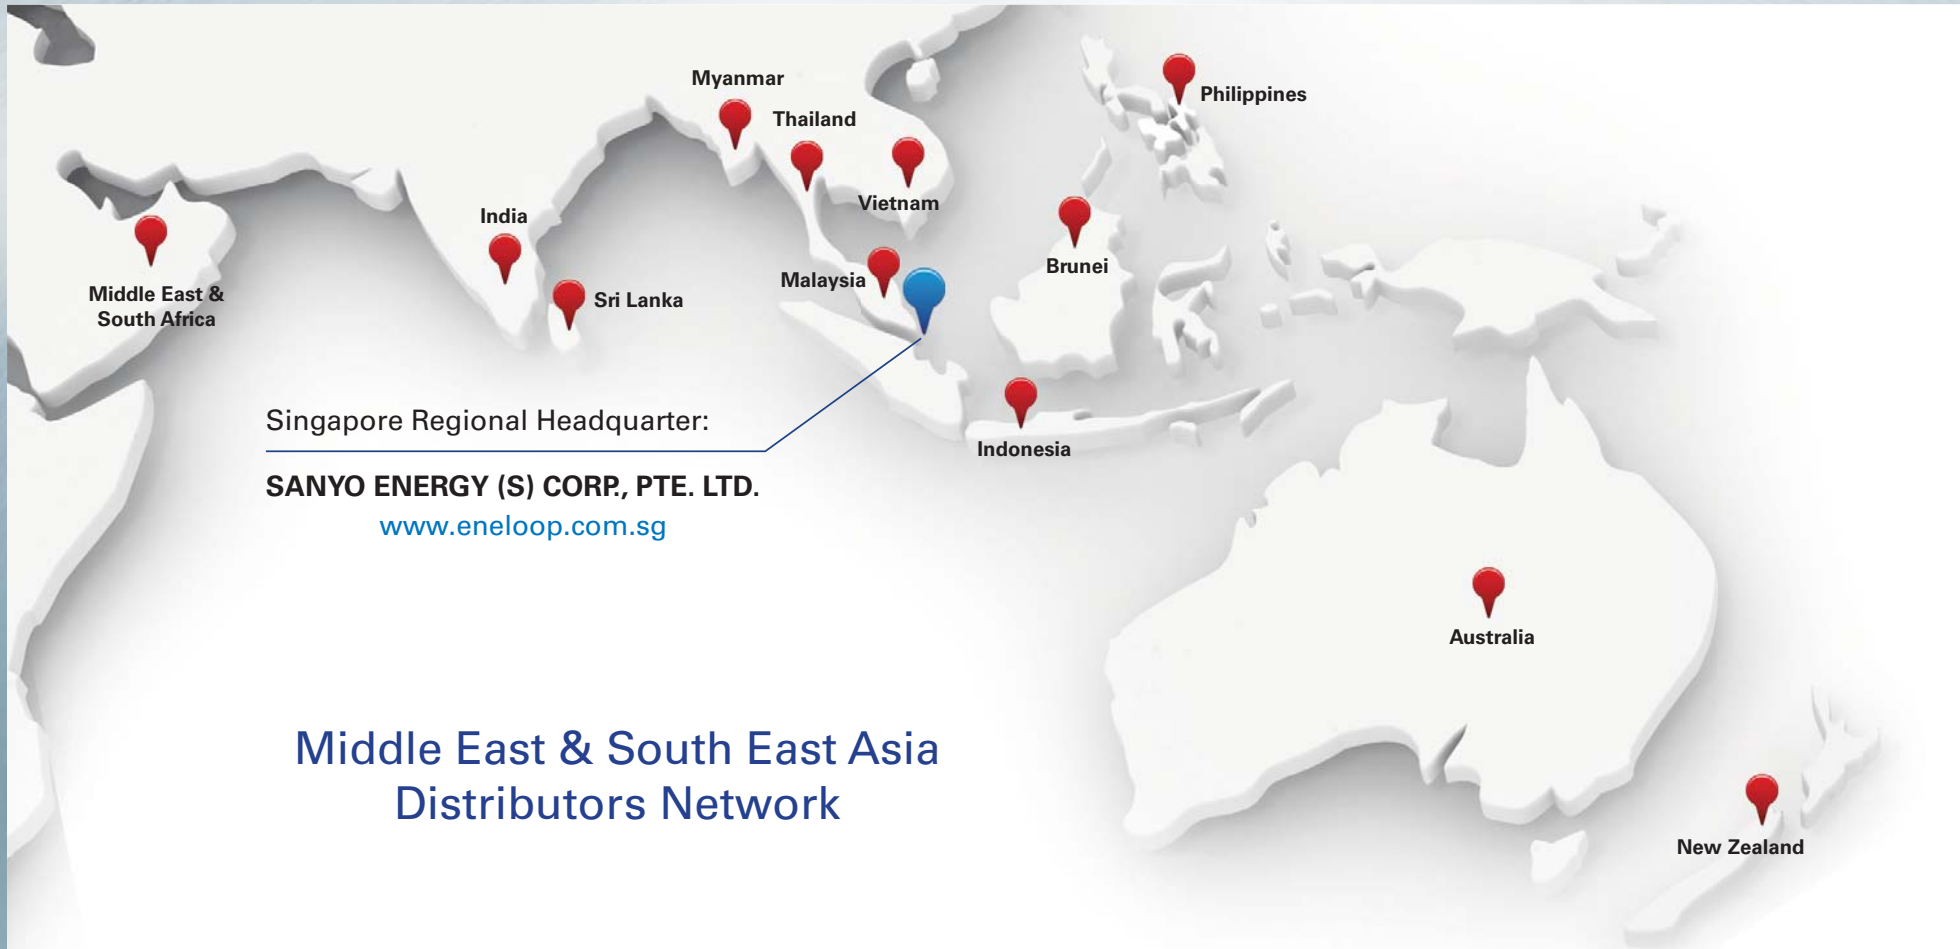 Myanmar
Philippines
Thailand
Vietnam
India
Brunei
Malaysia
Middle East &
South Africa
Sri Lanka
Singapore Regional Headquarter:
Indonesia
SANYO ENERGY (S) CORP., PTE. LTD.
www.eneloop.com.sg
Australia
Middle East & South East Asia
Distributors Network
New Zealand